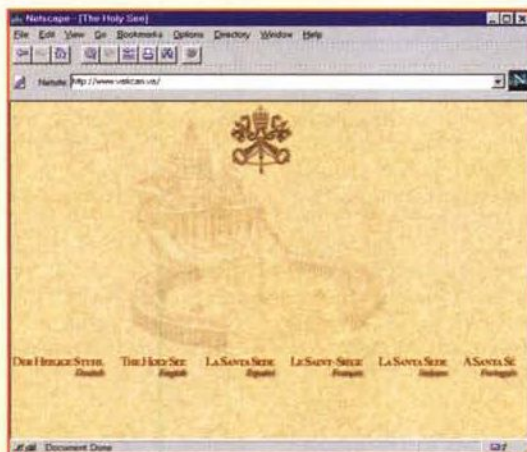 Netscape - [The Holy See]
File Edit View Go Bookmarks Options Directory Window Help
Netsite: http://www.vatican.va/
N
DER HEILIGE STUHL THE HOLY SEE LA SANTA SEDE LE SAINT-SIÈGE LA SANTA SEDE A SANTA SÉ
Deutsch English Español Français Italiano Português
Document Done